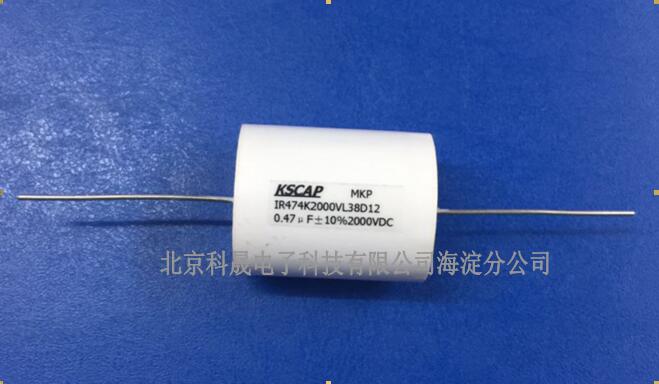 KSCAP MKP
IR474K2000VL38D12
0.47μF±10%2000VDC
北京科晟电子科技有限公司海淀分公司